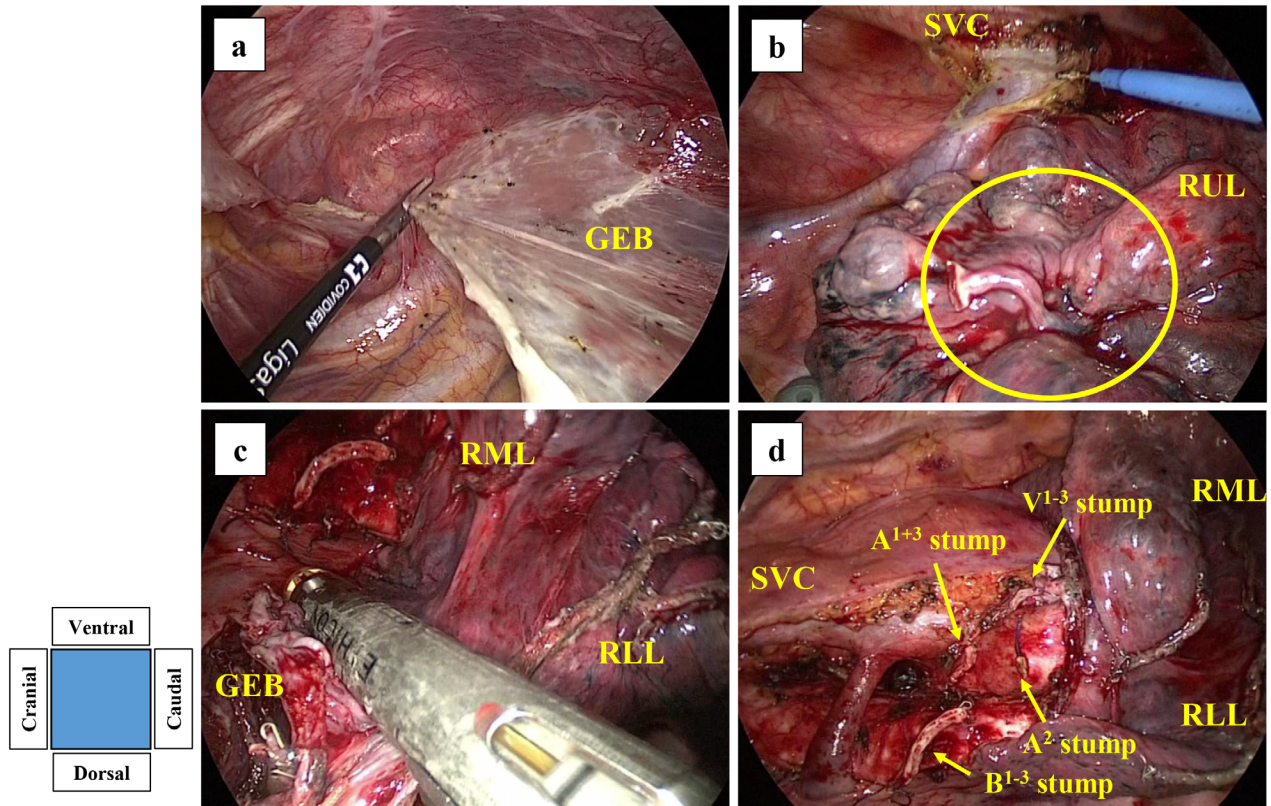 a
GEB
COVIDIEN
b
SVC
RUL
c
RML
RLL
GEB
d
V¹⁻³ stump
RML
A¹⁺³ stump
SVC
RLL
A² stump
B¹⁻³ stump
Ventral
Cranial
Caudal
Dorsal